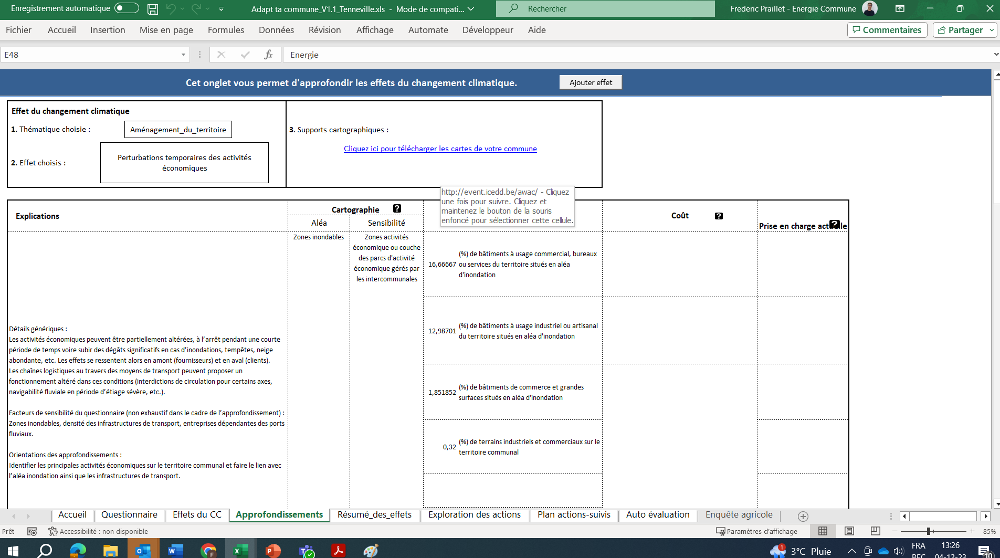 Enregistrement automatique
Adapt ta commune_V1.1_Tenneville.xls - Mode de compati...
Rechercher
Frederic Praillet - Energie Commune
Fichier Accueil Insertion Mise en page Formules Données Révision Affichage Automate Développeur Aide
Commentaires
Partager
E48
fx
Energie
Cet onglet vous permet d'approfondir les effets du changement climatique.
Ajouter effet
Effet du changement climatique
1. Thématique choisie :
Aménagement_du_territoire
2. Effet choisis :
Perturbations temporaires des activités
économiques
3. Supports cartographiques :
Cliquez ici pour télécharger les cartes de votre commune
http://event.icedd.be/awac/ - Cliquez
une fois pour suivre. Cliquez et
maintenez le bouton de la souris
enfoncé pour sélectionner cette cellule.
Explications
Cartographie ?
Aléa
Sensibilité
Coût ?
Prise en charge ?
Zones inondables
Zones activités
économique ou couche
des parcs d'activité
économique gérés par
les intercommunales
16,66667
(%) de bâtiments à usage commercial, bureaux
ou services du territoire situés en aléa
d'inondation
12,98701
(%) de bâtiments à usage industriel ou artisanal
du territoire situés en aléa d'inondation
1,851852
(%) de bâtiments de commerce et grandes
surfaces situés en aléa d'inondation
0,32
(%) de terrains industriels et commerciaux sur le
territoire communal
Détails génériques :
Les activités économiques peuvent être partiellement altérées, à l’arrêt pendant une courte
période de temps voire subir des dégâts significatifs en cas d’inondations, tempêtes, neige
abondante, etc. Les effets se ressentent alors en amont (fournisseurs) et en aval (clients).
Les chaînes logistiques au travers des moyens de transport peuvent proposer un
fonctionnement altéré dans ces conditions (interdictions de circulation pour certains axes,
navigabilité fluviale en période d’étiage sévère, etc.).
Facteurs de sensibilité du questionnaire (non exhaustif dans le cadre de l’approfondissement) :
Zones inondables, densité des infrastructures de transport, entreprises dépendantes des ports
fluviaux.
Orientations des approfondissements :
Identifier les principales activités économiques sur le territoire communal et faire le lien avec
l’aléa inondation ainsi que les infrastructures de transport.
Accueil Questionnaire Effets du CC Approfondissements Résumé_des_effets Exploration des actions Plan actions-suivis Auto évaluation Enquête agricole
Prêt
Accessibilité : non disponible
Paramètres d’affichage
85%
1
3°C Pluie
FRA
13:26
BEC
04-12-23
10